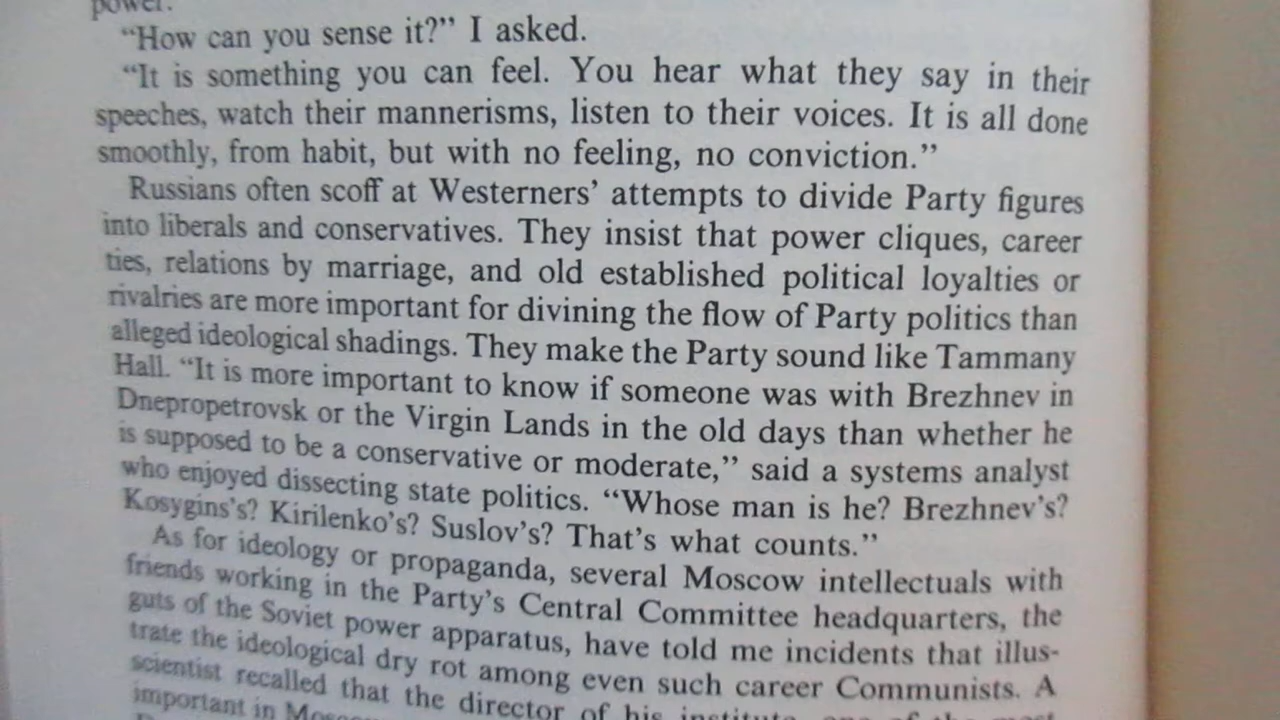 power.
“How can you sense it?” I asked.
“It is something you can feel. You hear what they say in their
speeches, watch their mannerisms, listen to their voices. It is all done
smoothly, from habit, but with no feeling, no conviction.”
Russians often scoff at Westerners’ attempts to divide Party figures
into liberals and conservatives. They insist that power cliques, career
ties, relations by marriage, and old established political loyalties or
rivalries are more important for divining the flow of Party politics than
alleged ideological shadings. They make the Party sound like Tammany
Hall. “It is more important to know if someone was with Brezhnev in
Dnepropetrovsk or the Virgin Lands in the old days than whether he
is supposed to be a conservative or moderate,” said a systems analyst
who enjoyed dissecting state politics. “Whose man is he? Brezhnev’s?
Kosygins’s? Kirilenko’s? Suslov’s? That’s what counts.”
As for ideology or propaganda, several Moscow intellectuals with
friends working in the Party’s Central Committee headquarters, the
guts of the Soviet power apparatus, have told me incidents that illus-
trate the ideological dry rot among even such career Communists. A
scientist recalled that the director of his institute, one of the most
important in